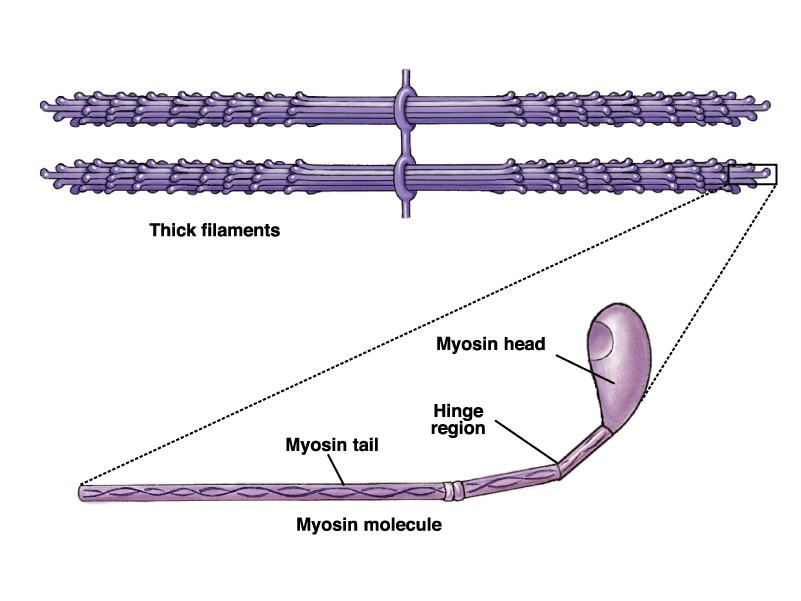 Thick filaments
Myosin head
Hinge
region
Myosin tail
Myosin molecule